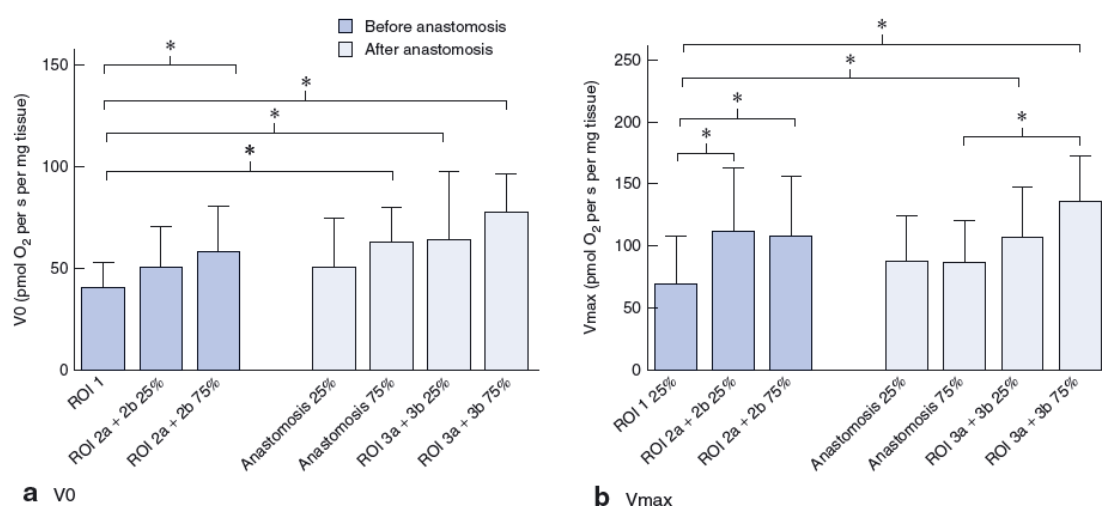 Before anastomosis
After anastomosis
V0 (pmol O2 per s per mg tissue)
150
100
50
0
*
*
*
*
ROI 1
ROI 2a + 2b 25%
ROI 2a + 2b 75%
Anastomosis 25%
Anastomosis 75%
ROI 3a + 3b 25%
ROI 3a + 3b 75%
a V0
Vmax (pmol O2 per s per mg tissue)
250
200
150
100
50
0
*
*
*
*
*
ROI 1 25%
ROI 2a + 2b 25%
ROI 2a + 2b 75%
Anastomosis 25%
Anastomosis 75%
ROI 3a + 3b 25%
ROI 3a + 3b 75%
b Vmax